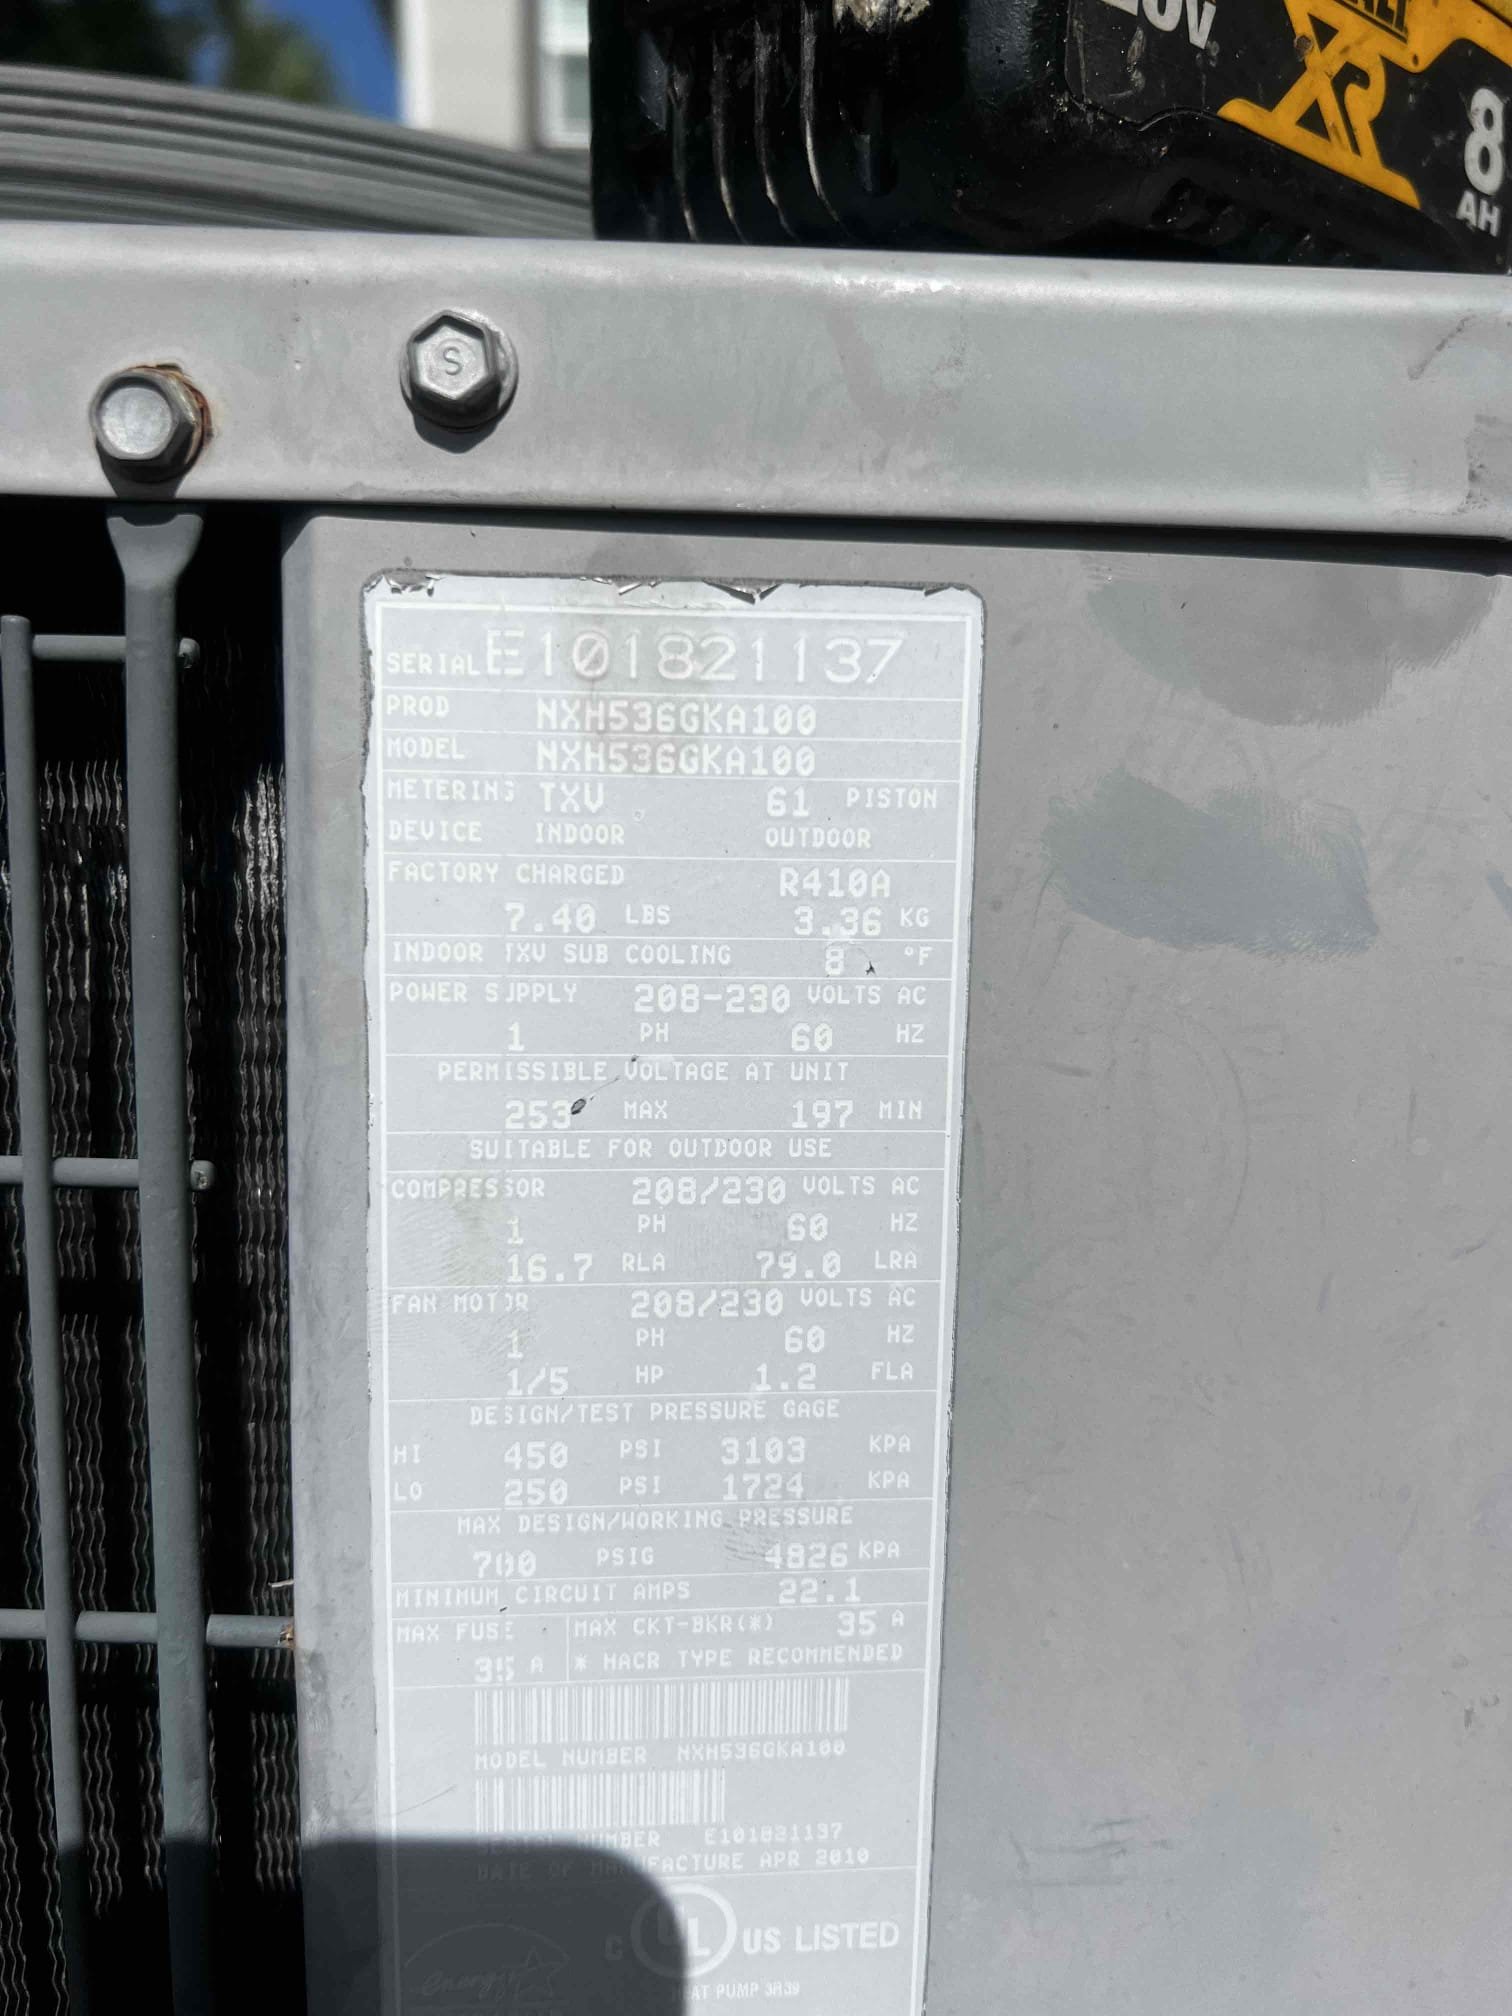 20V
XR
8
AH
S
SERIAL E101821137
PROD NXH536GKA100
MODEL NXH536GKA100
METERING TXV 61 PISTON
DEVICE INDOOR OUTDOOR
FACTORY CHARGED R410A
7.40 LBS 3.36 KG
INDOOR TXV SUB COOLING 8 °F
POWER SUPPLY 208-230 VOLTS AC
1 PH 60 HZ
PERMISSIBLE VOLTAGE AT UNIT
253 MAX 197 MIN
SUITABLE FOR OUTDOOR USE
COMPRESSOR 208/230 VOLTS AC
1 PH 60 HZ
16.7 RLA 79.0 LRA
FAN MOTOR 208/230 VOLTS AC
1 PH 60 HZ
1/5 HP 1.2 FLA
DESIGN/TEST PRESSURE GAGE
HI 450 PSI 3103 KPA
LO 250 PSI 1724 KPA
MAX DESIGN/WORKING PRESSURE
700 PSIG 4826 KPA
MINIMUM CIRCUIT AMPS 22.1
MAX FUSE MAX CKT-BKR(*) 35 A
35 A * HACR TYPE RECOMMENDED
MODEL NUMBER NXH536GKA100
SERIAL NUMBER E101821137
DATE OF MANUFACTURE APR 2010
C UL US LISTED
energy
HEAT PUMP 3A39